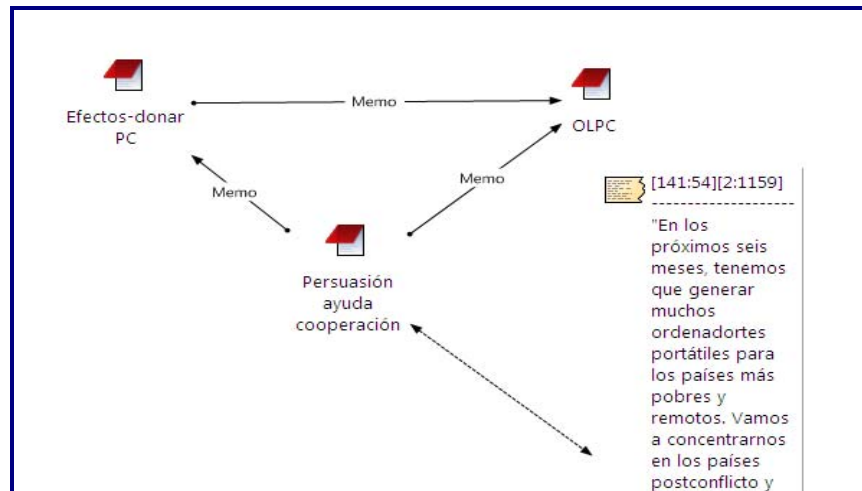 Efectos-donar
PC
Memo
OLPC
Memo
Memo
Persuasión
ayuda
cooperación
[141:54][2:1159]
"En los
próximos seis
meses, tenemos
que generar
muchos
ordenadortes
portátiles para
los países más
pobres y
remotos. Vamos
a concentrarnos
en los países
postconflicto y